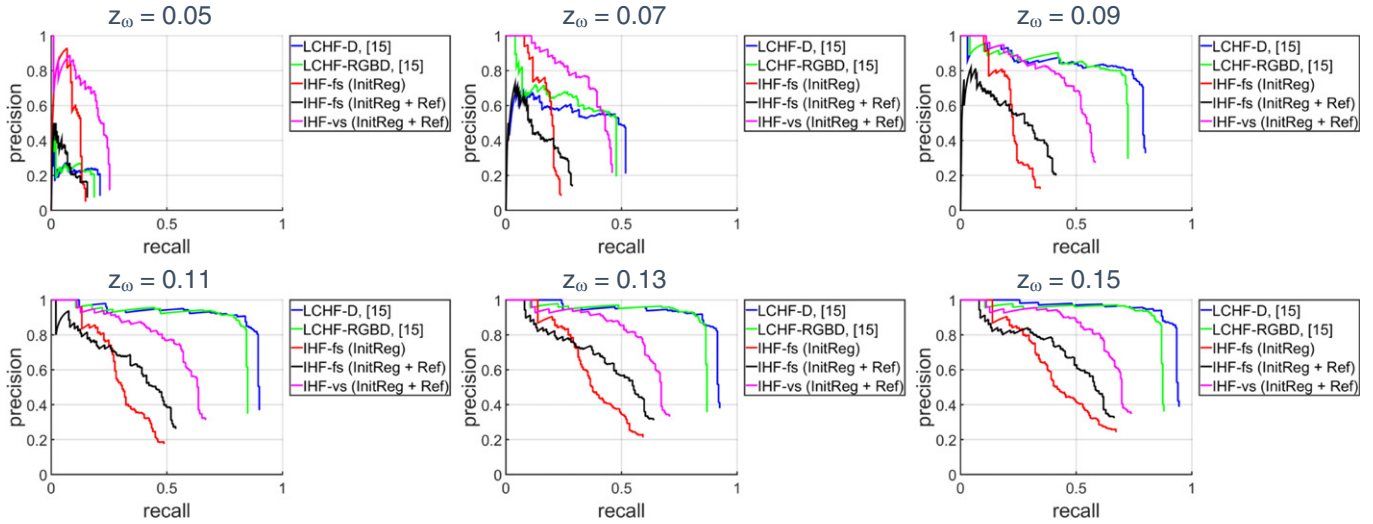 zω = 0.05
1
0.8
0.6
0.4
0.2
0
0
0.5
1
precision
recall
LCHF-D, [15]
LCHF-RGBD, [15]
IHF-fs (InitReg)
IHF-fs (InitReg + Ref)
IHF-vs (InitReg + Ref)
zω = 0.07
1
0.8
0.6
0.4
0.2
0
0
0.5
1
precision
recall
LCHF-D, [15]
LCHF-RGBD, [15]
IHF-fs (InitReg)
IHF-fs (InitReg + Ref)
IHF-vs (InitReg + Ref)
zω = 0.09
1
0.8
0.6
0.4
0.2
0
0
0.5
1
precision
recall
LCHF-D, [15]
LCHF-RGBD, [15]
IHF-fs (InitReg)
IHF-fs (InitReg + Ref)
IHF-vs (InitReg + Ref)
zω = 0.11
1
0.8
0.6
0.4
0.2
0
0
0.5
1
precision
recall
LCHF-D, [15]
LCHF-RGBD, [15]
IHF-fs (InitReg)
IHF-fs (InitReg + Ref)
IHF-vs (InitReg + Ref)
zω = 0.13
1
0.8
0.6
0.4
0.2
0
0
0.5
1
precision
recall
LCHF-D, [15]
LCHF-RGBD, [15]
IHF-fs (InitReg)
IHF-fs (InitReg + Ref)
IHF-vs (InitReg + Ref)
zω = 0.15
1
0.8
0.6
0.4
0.2
0
0
0.5
1
precision
recall
LCHF-D, [15]
LCHF-RGBD, [15]
IHF-fs (InitReg)
IHF-fs (InitReg + Ref)
IHF-vs (InitReg + Ref)